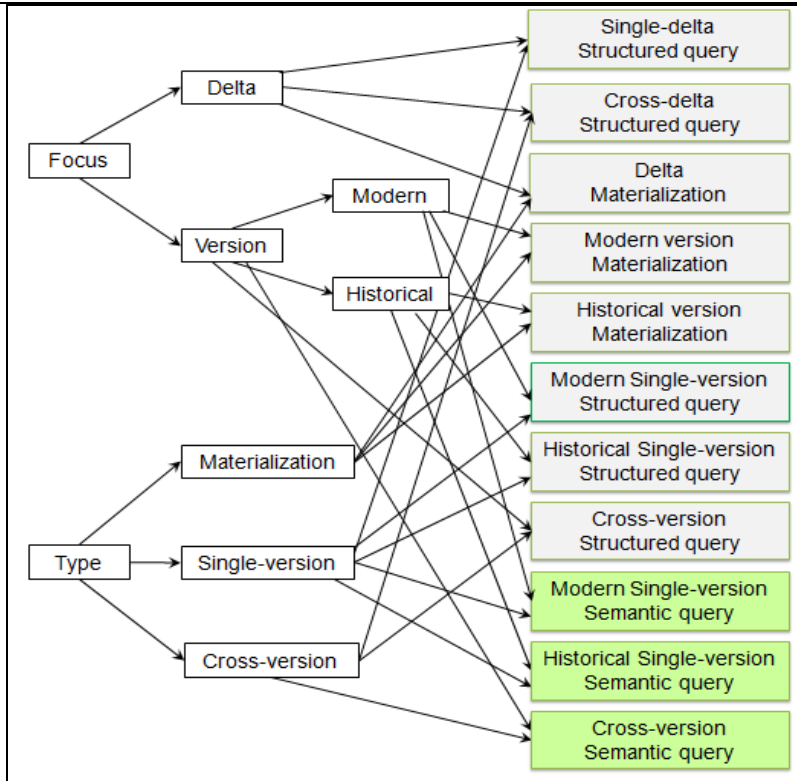 Focus
Type
Delta
Version
Materialization
Single-version
Cross-version
Modern
Historical
Single-delta
Structured query
Cross-delta
Structured query
Delta
Materialization
Modern version
Materialization
Historical version
Materialization
Modern Single-version
Structured query
Historical Single-version
Structured query
Cross-version
Structured query
Modern Single-version
Semantic query
Historical Single-version
Semantic query
Cross-version
Semantic query